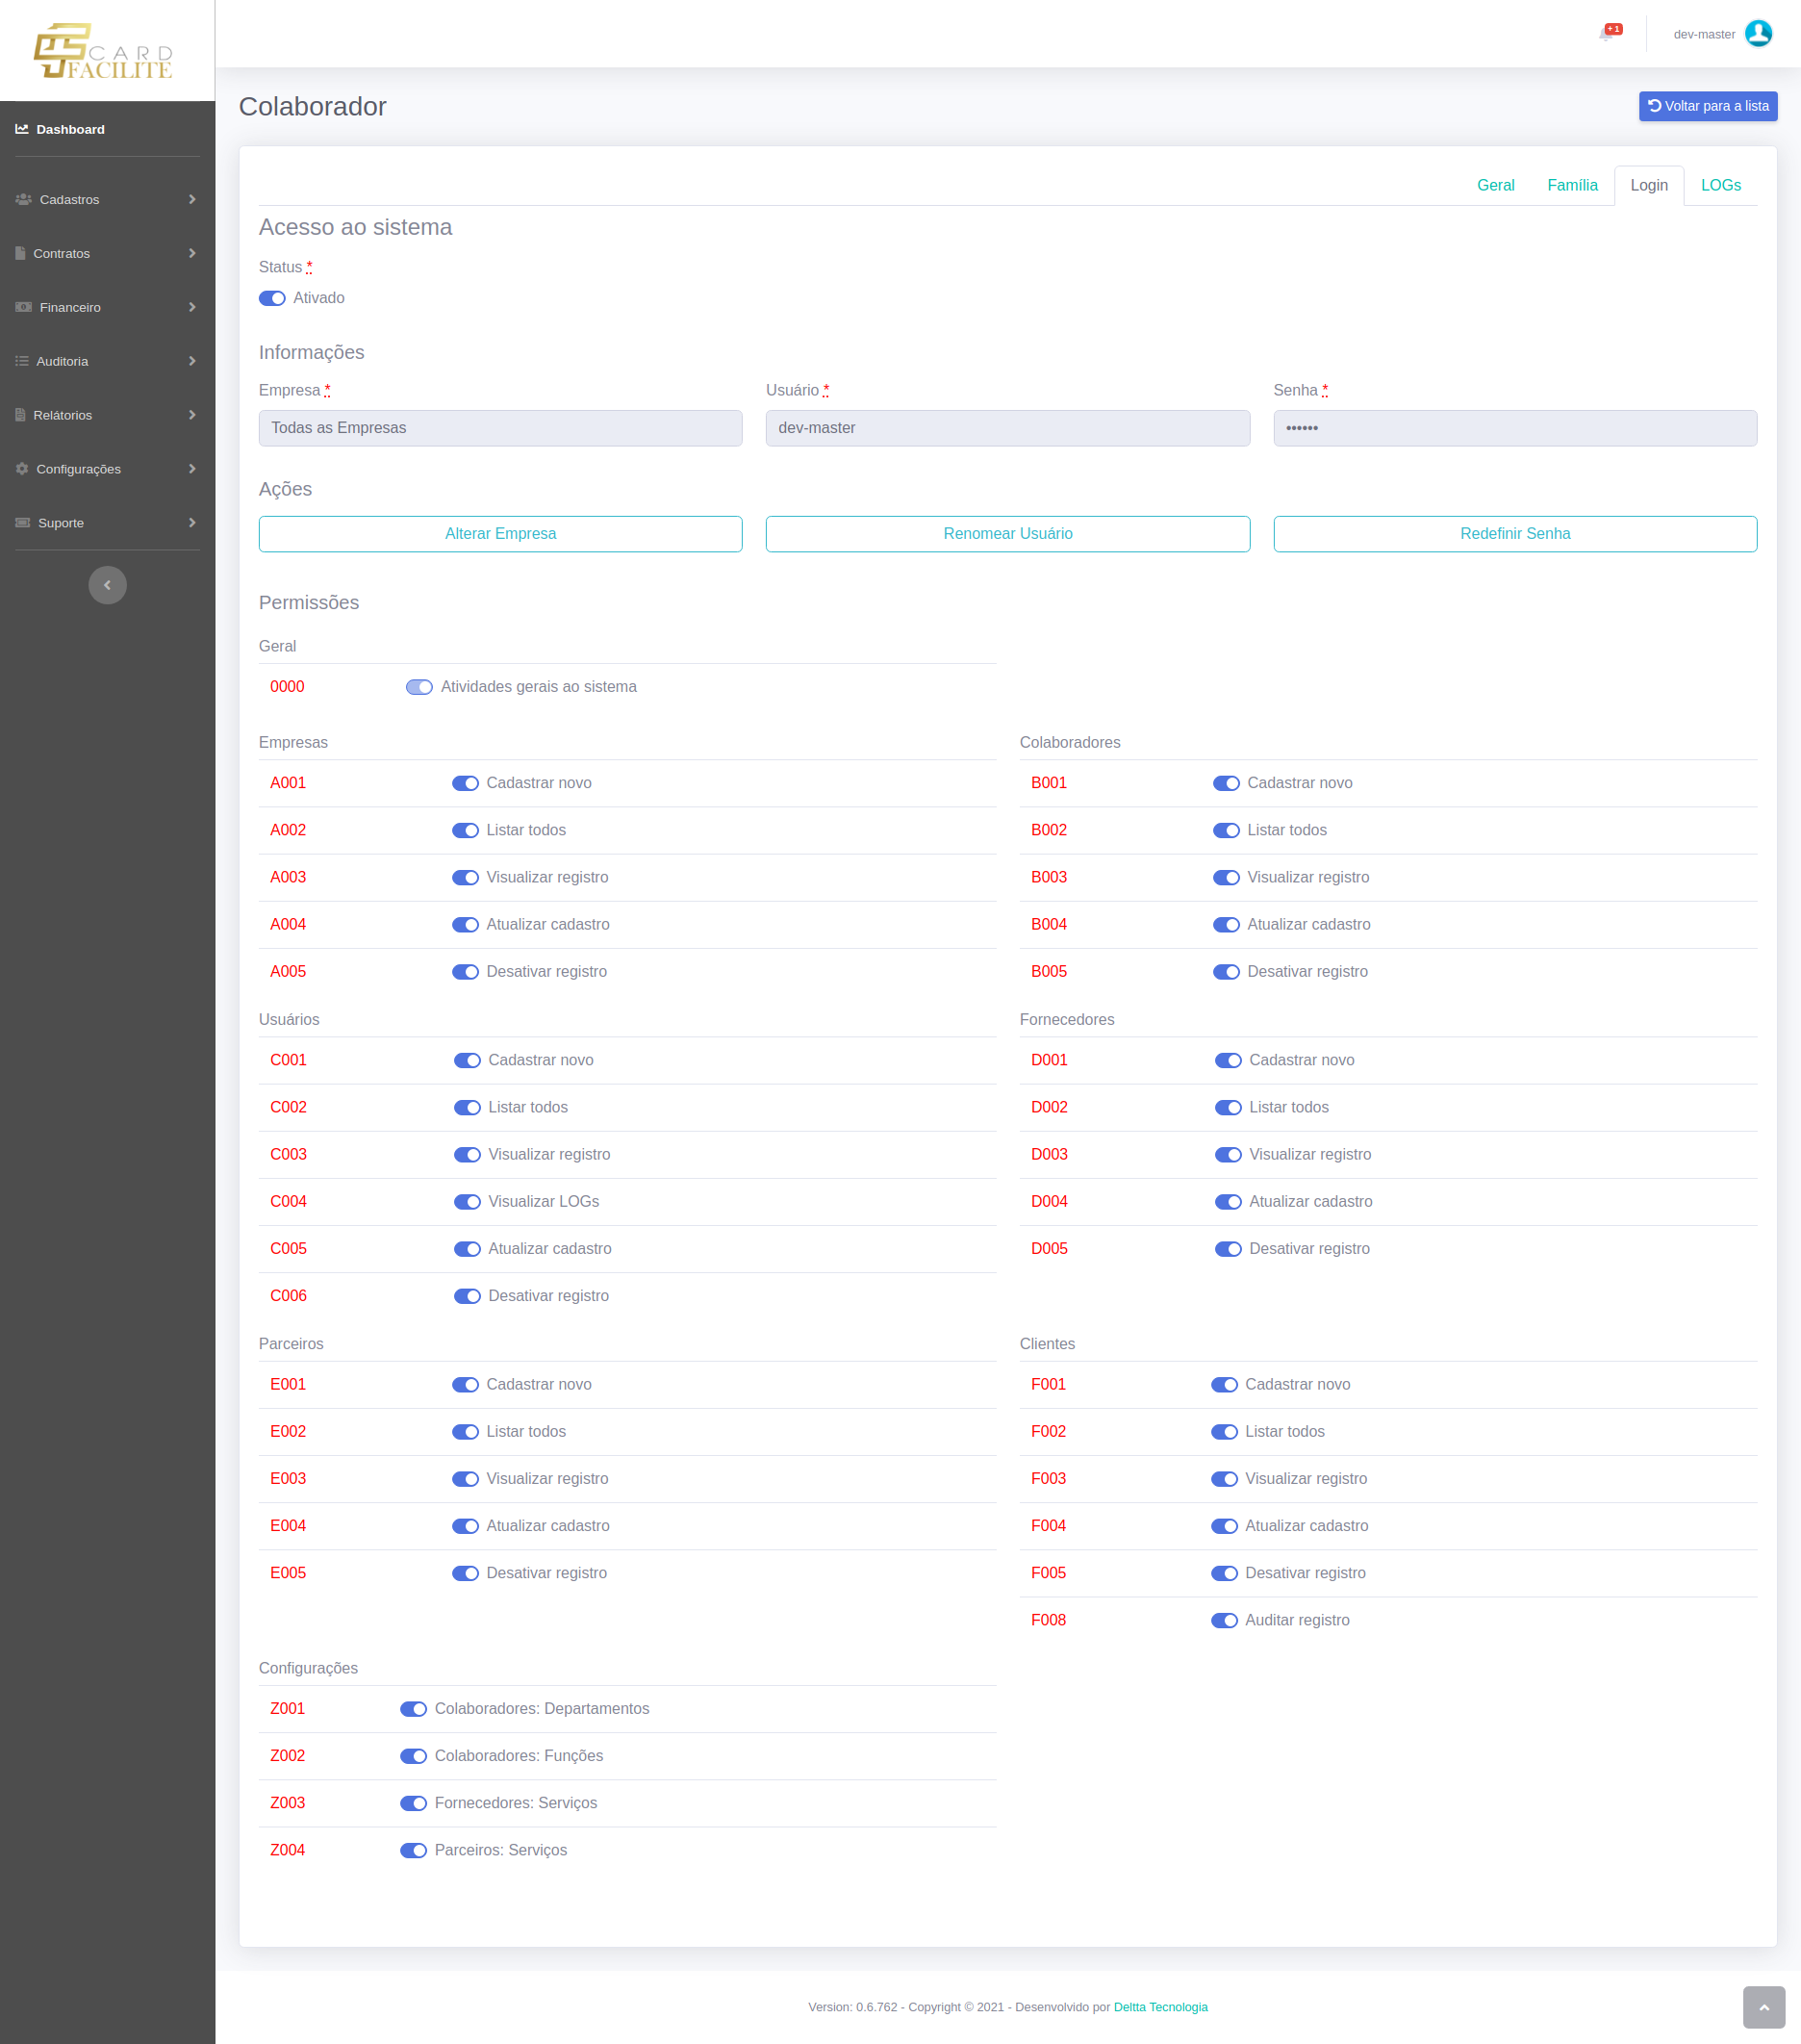 CARD
FACILITE
+ 1
dev-master
Dashboard
Cadastros
Contratos
Financeiro
Auditoria
Relátorios
Configurações
Suporte
Colaborador
Voltar para a lista
Geral Família Login LOGs
Acesso ao sistema
Status *
Ativado
Informações
Empresa * Usuário * Senha *
Todas as Empresas dev-master ••••••
Ações
Alterar Empresa Renomear Usuário Redefinir Senha
Permissões
Geral
0000 Atividades gerais ao sistema
Empresas
A001 Cadastrar novo
A002 Listar todos
A003 Visualizar registro
A004 Atualizar cadastro
A005 Desativar registro
Colaboradores
B001 Cadastrar novo
B002 Listar todos
B003 Visualizar registro
B004 Atualizar cadastro
B005 Desativar registro
Usuários
C001 Cadastrar novo
C002 Listar todos
C003 Visualizar registro
C004 Visualizar LOGs
C005 Atualizar cadastro
C006 Desativar registro
Fornecedores
D001 Cadastrar novo
D002 Listar todos
D003 Visualizar registro
D004 Atualizar cadastro
D005 Desativar registro
Parceiros
E001 Cadastrar novo
E002 Listar todos
E003 Visualizar registro
E004 Atualizar cadastro
E005 Desativar registro
Clientes
F001 Cadastrar novo
F002 Listar todos
F003 Visualizar registro
F004 Atualizar cadastro
F005 Desativar registro
F008 Auditar registro
Configurações
Z001 Colaboradores: Departamentos
Z002 Colaboradores: Funções
Z003 Fornecedores: Serviços
Z004 Parceiros: Serviços
Version: 0.6.762 - Copyright © 2021 - Desenvolvido por Deltta Tecnologia